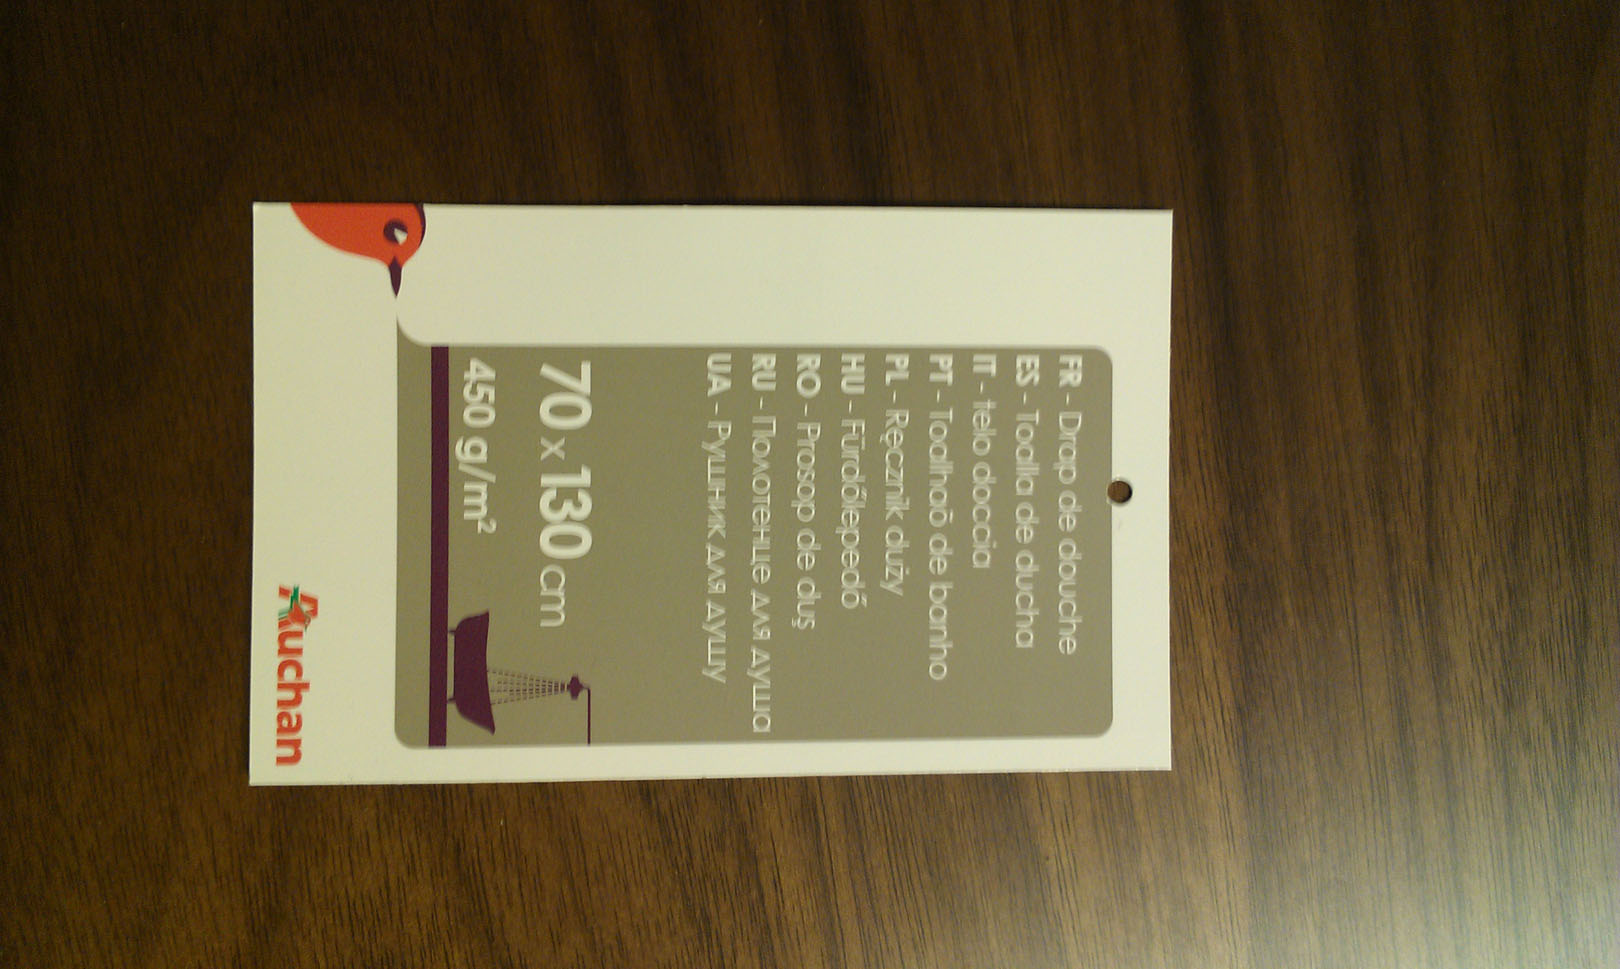 FR - Drap de douche
ES - Toalla de ducha
IT - telo doccia
PT - Toalhaõ de banho
PL - Ręcznik duży
HU - Fürdőlepedő
RO - Prosop de duş
RU - Полотенце для душа
UA - Рушник для душу
70 x 130 cm
450 g/m²
Auchan